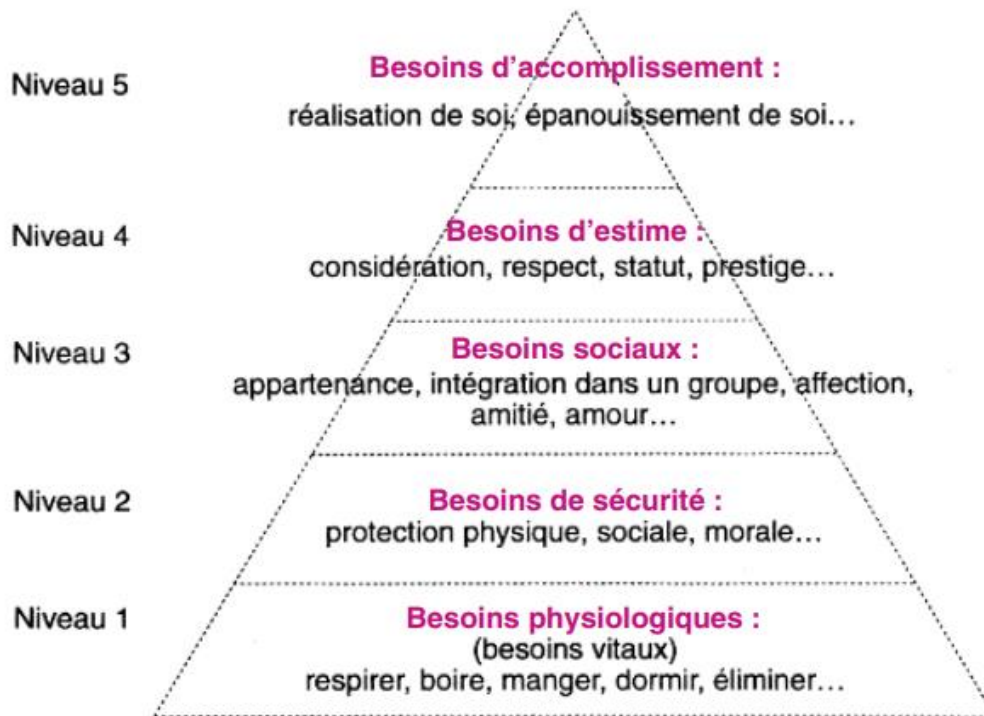 Niveau 5
Besoins d'accomplissement :
réalisation de soi, épanouissement de soi...
Niveau 4
Besoins d'estime :
considération, respect, statut, prestige...
Niveau 3
Besoins sociaux :
appartenance, intégration dans un groupe, affection,
amitié, amour...
Niveau 2
Besoins de sécurité :
protection physique, sociale, morale...
Niveau 1
Besoins physiologiques :
(besoins vitaux)
respirer, boire, manger, dormir, éliminer...